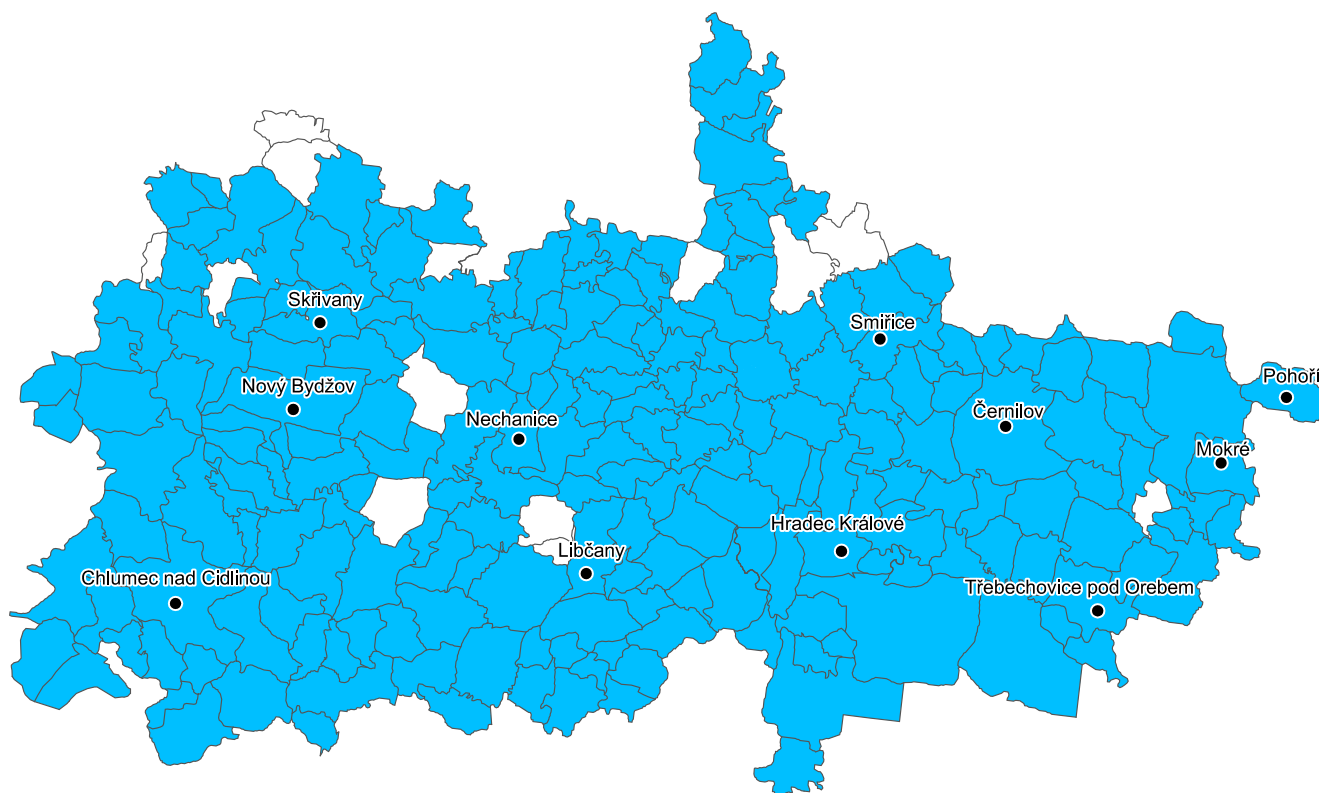 Skřivany
Smiřice
Pohoří
Nový Bydžov
Nechanice
Černilov
Mokré
Hradec Králové
Libčany
Chlumec nad Cidlinou
Třebechovice pod Orebem